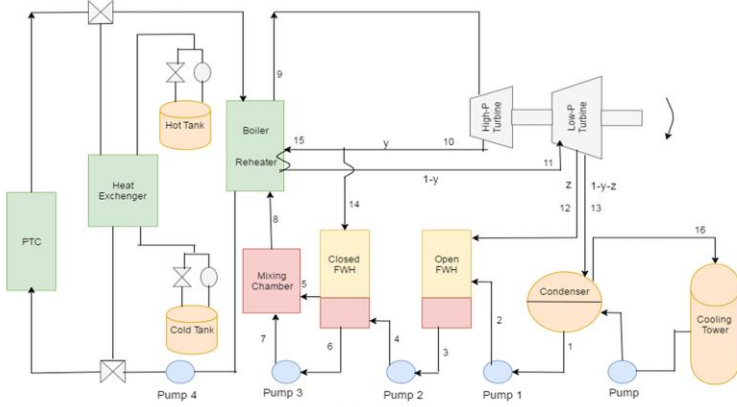 9
Hot Tank
Boiler
Reheater
High-P
Turbine
Low-P
Turbine
15
y
10
11
1-y
z
1-y-z
12
13
14
16
Heat
Exchenger
PTC
8
Closed
FWH
Open
FWH
Mixing
Chamber
5
Condenser
Cooling
Tower
Cold Tank
7
6
4
3
2
1
Pump 4
Pump 3
Pump 2
Pump 1
Pump